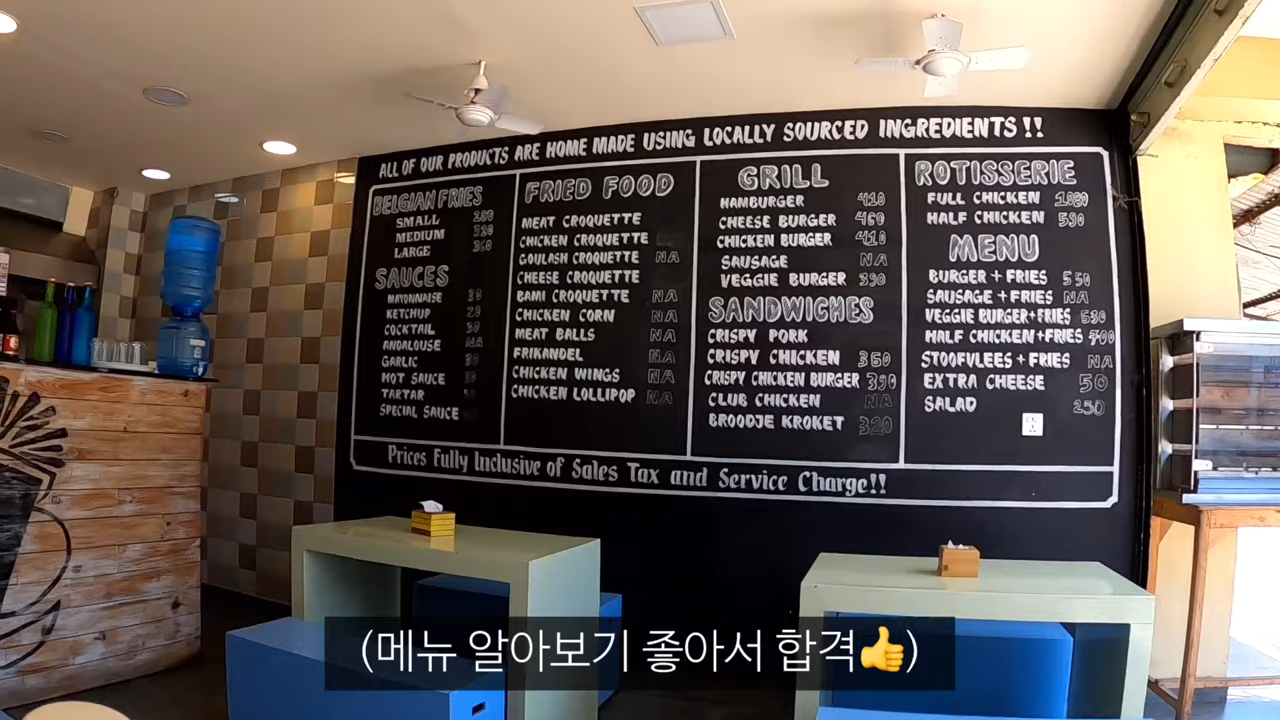 ALL OF OUR PRODUCTS ARE HOME MADE USING LOCALLY SOURCED INGREDIENTS !!
BELGIAN FRIES
SMALL
MEDIUM
LARGE
SAUCES
MAYONNAISE
KETCHUP 20
COCKTAIL
ANDALOUSE NA
GARLIC
HOT SAUCE
TARTAR
SPECIAL SAUCE
FRIED FOOD
MEAT CROQUETTE
CHICKEN CROQUETTE
GOULASH CROQUETTE NA
CHEESE CROQUETTE
BAMI CROQUETTE NA
CHICKEN CORN NA
MEAT BALLS NA
FRIKANDEL NA
CHICKEN WINGS NA
CHICKEN LOLLIPOP NA
GRILL
HAMBURGER 410
CHEESE BURGER 460
CHICKEN BURGER 410
SAUSAGE NA
VEGGIE BURGER 390
SANDWICHES
CRISPY PORK
CRISPY CHICKEN 360
CRISPY CHICKEN BURGER 390
CLUB CHICKEN NA
BROODJE KROKET 320
ROTISSERIE
FULL CHICKEN 1080
HALF CHICKEN 590
MENU
BURGER + FRIES 550
SAUSAGE + FRIES NA
VEGGIE BURGER+FRIES 530
HALF CHICKEN+FRIES 700
STOOFVLEES + FRIES NA
EXTRA CHEESE 50
SALAD 250
Prices Fully Inclusive of Sales Tax and Service Charge!!
(메뉴 알아보기 좋아서 합격👍)